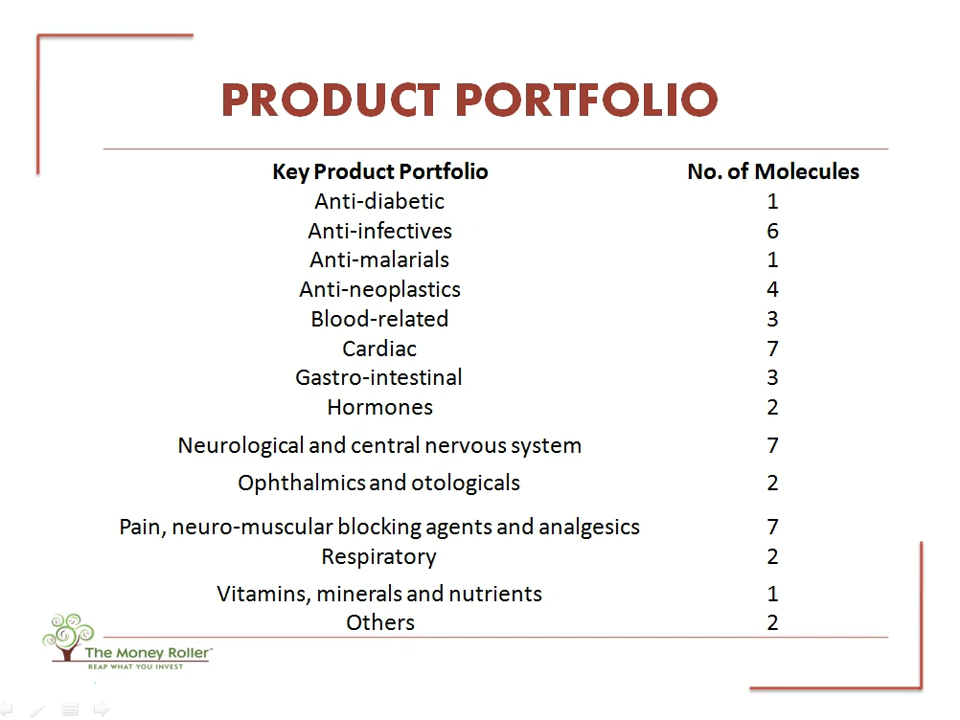 PRODUCT PORTFOLIO
Key Product Portfolio No. of Molecules
Anti-diabetic 1
Anti-infectives 6
Anti-malarials 1
Anti-neoplastics 4
Blood-related 3
Cardiac 7
Gastro-intestinal 3
Hormones 2
Neurological and central nervous system 7
Ophthalmics and otologicals 2
Pain, neuro-muscular blocking agents and analgesics 7
Respiratory 2
Vitamins, minerals and nutrients 1
Others 2
The Money Roller™
REAP WHAT YOU INVEST